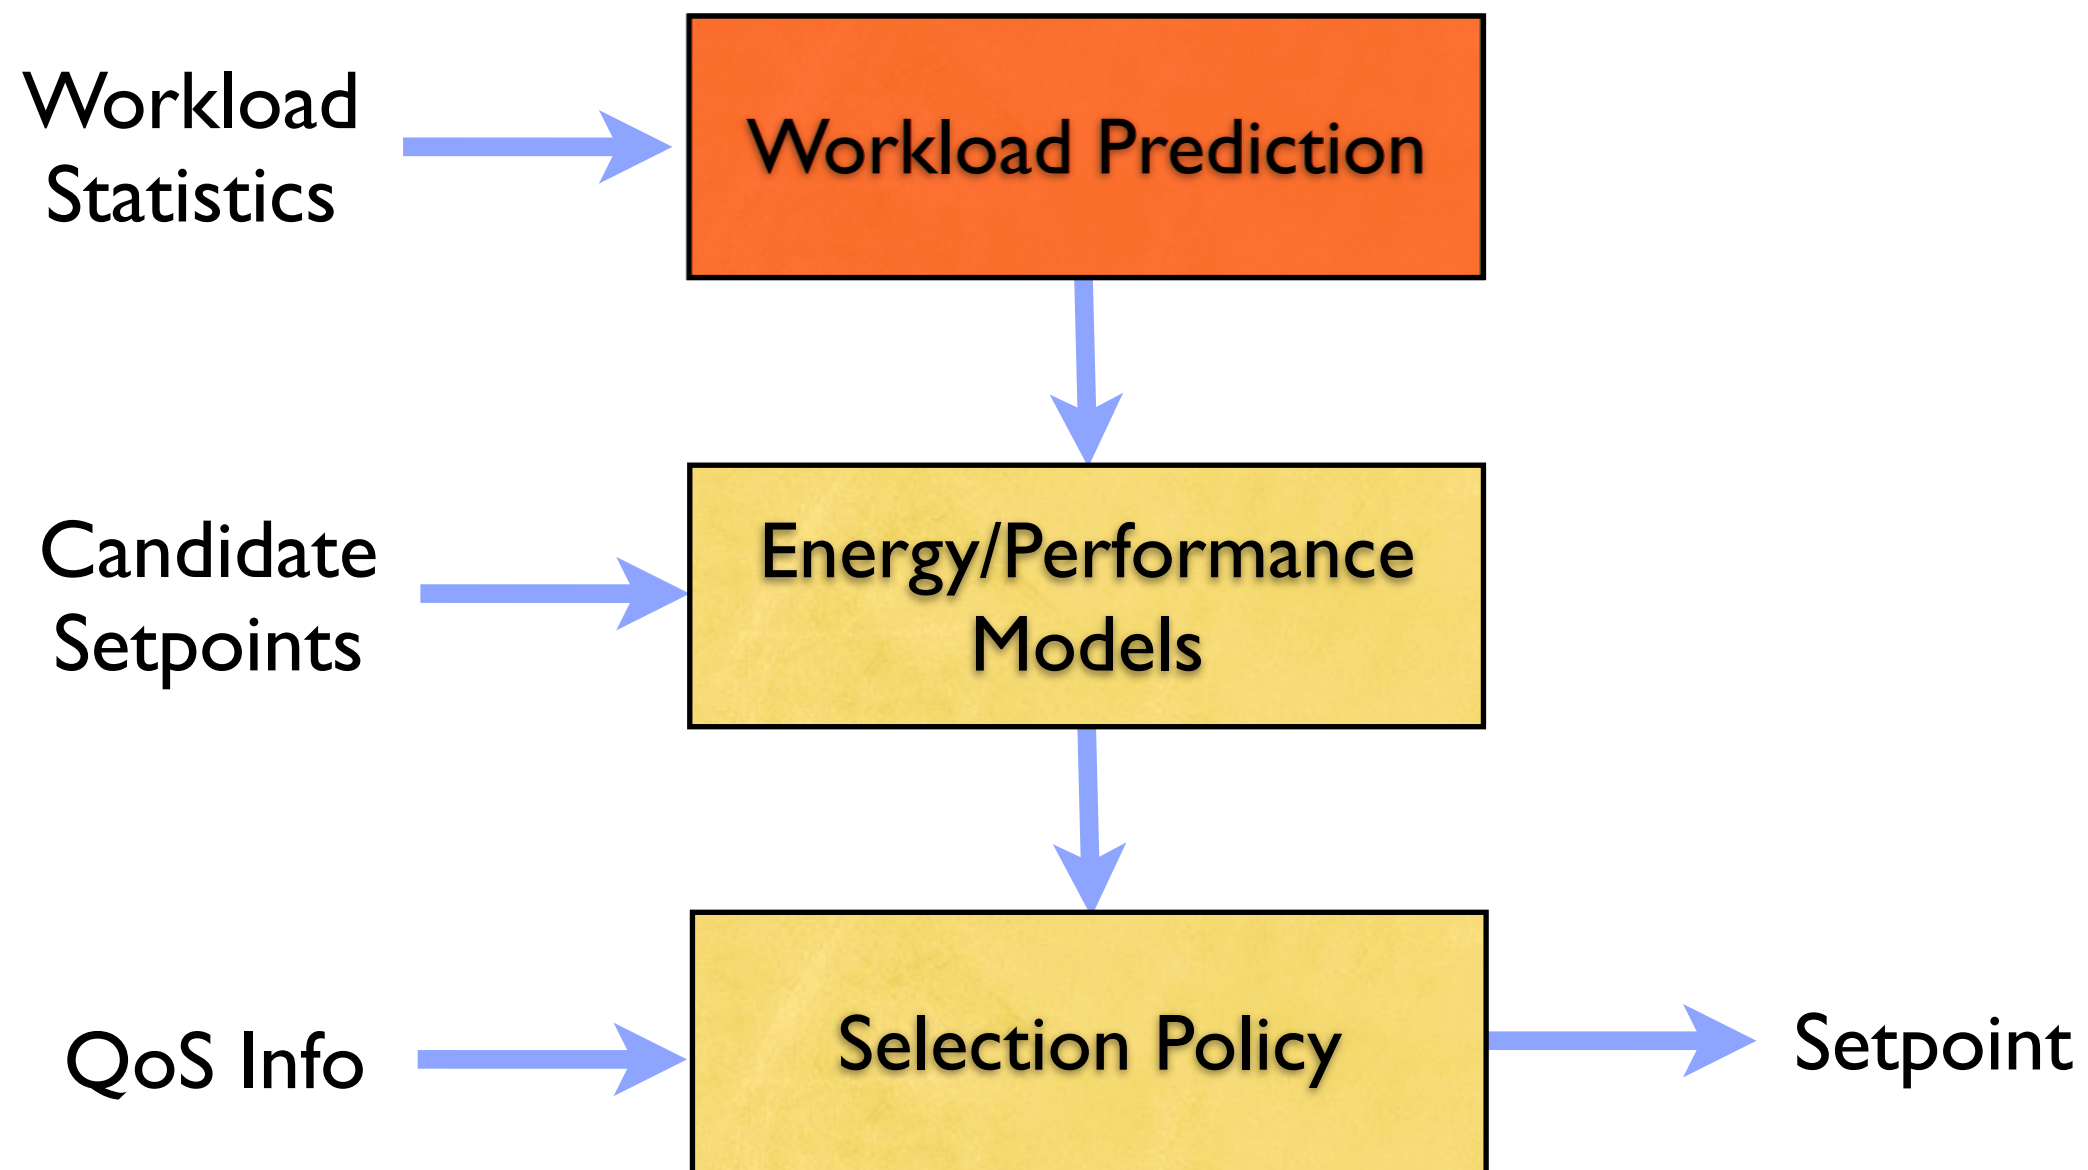 Workload
Statistics
Workload Prediction
Candidate
Setpoints
Energy/Performance
Models
QoS Info
Selection Policy
Setpoint